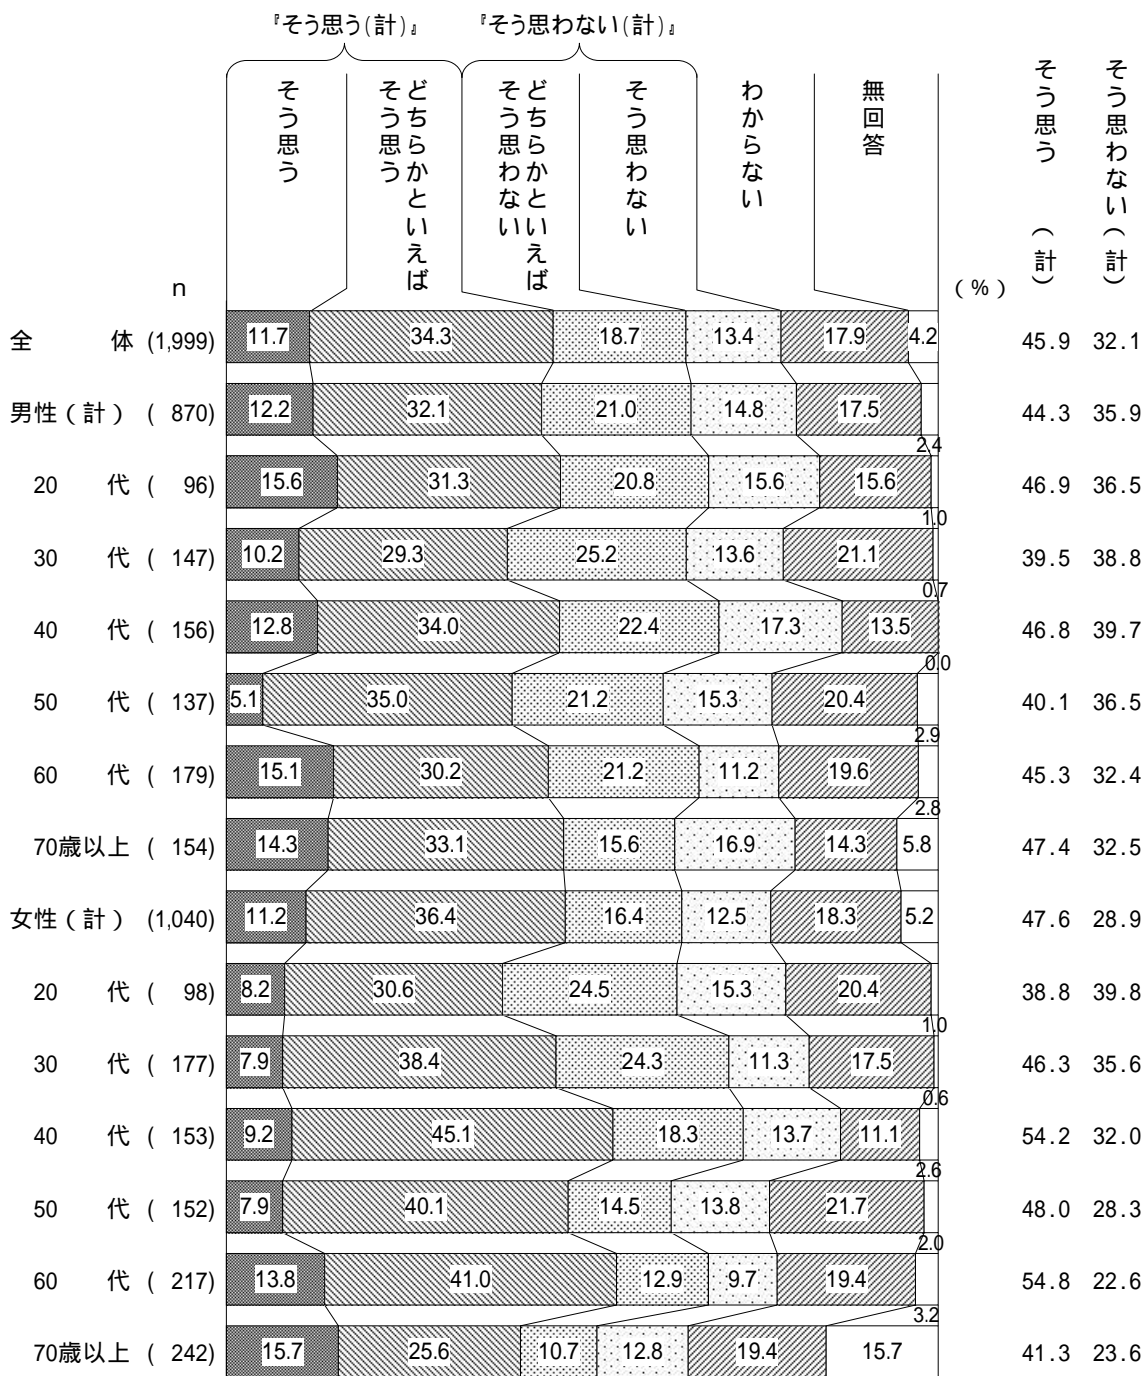 『そう思う(計)』 『そう思わない(計)』
そう思う
どちらかといえば
そう思う
どちらかといえば
そう思わない
そう思わない
わからない
無回答
そう思う(計)
そう思わない(計)
n
(%)
全 体 (1,999) 11.7 34.3 18.7 13.4 17.9 4.2 45.9 32.1
男性(計) ( 870) 12.2 32.1 21.0 14.8 17.5 2.4 44.3 35.9
20 代 ( 96) 15.6 31.3 20.8 15.6 15.6 1.0 46.9 36.5
30 代 ( 147) 10.2 29.3 25.2 13.6 21.1 0.7 39.5 38.8
40 代 ( 156) 12.8 34.0 22.4 17.3 13.5 0.0 46.8 39.7
50 代 ( 137) 5.1 35.0 21.2 15.3 20.4 2.9 40.1 36.5
60 代 ( 179) 15.1 30.2 21.2 11.2 19.6 2.8 45.3 32.4
70歳以上 ( 154) 14.3 33.1 15.6 16.9 14.3 5.8 47.4 32.5
女性(計) (1,040) 11.2 36.4 16.4 12.5 18.3 5.2 47.6 28.9
20 代 ( 98) 8.2 30.6 24.5 15.3 20.4 1.0 38.8 39.8
30 代 ( 177) 7.9 38.4 24.3 11.3 17.5 0.6 46.3 35.6
40 代 ( 153) 9.2 45.1 18.3 13.7 11.1 2.6 54.2 32.0
50 代 ( 152) 7.9 40.1 14.5 13.8 21.7 2.0 48.0 28.3
60 代 ( 217) 13.8 41.0 12.9 9.7 19.4 3.2 54.8 22.6
70歳以上 ( 242) 15.7 25.6 10.7 12.8 19.4 15.7 41.3 23.6